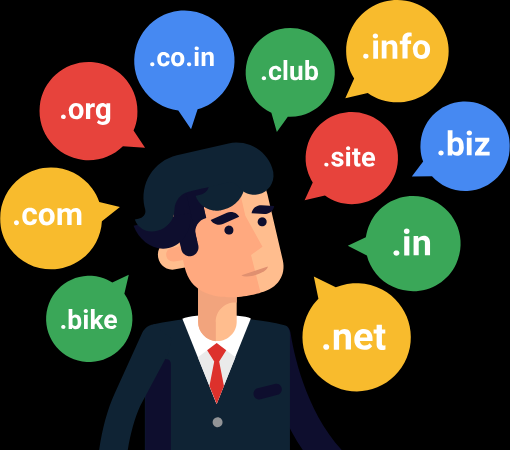 .info
.co.in
.club
.org
.biz
.site
.com
.in
.bike
.net